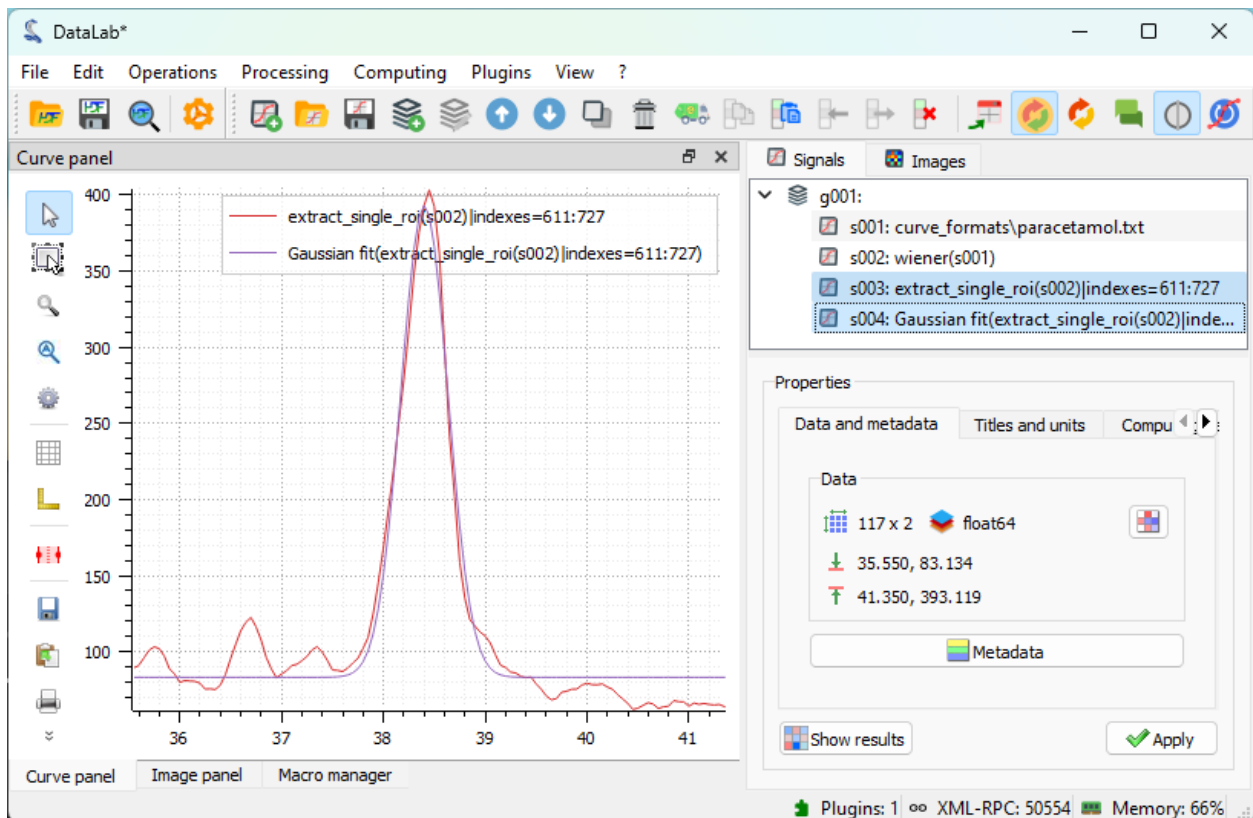 DataLab*
File Edit Operations Processing Computing Plugins View ?
Curve panel
400
350
300
250
200
150
100
36 37 38 39 40 41
extract_single_roi(s002)|indexes=611:727
Gaussian fit(extract_single_roi(s002)|indexes=611:727)
Curve panel Image panel Macro manager
Signals Images
g001:
s001: curve_formats\paracetamol.txt
s002: wiener(s001)
s003: extract_single_roi(s002)|indexes=611:727
s004: Gaussian fit(extract_single_roi(s002)|inde...
Properties
Data and metadata Titles and units Compu
Data
117 x 2 float64
35.550, 83.134
41.350, 393.119
Metadata
Show results Apply
Plugins: 1 XML-RPC: 50554 Memory: 66%